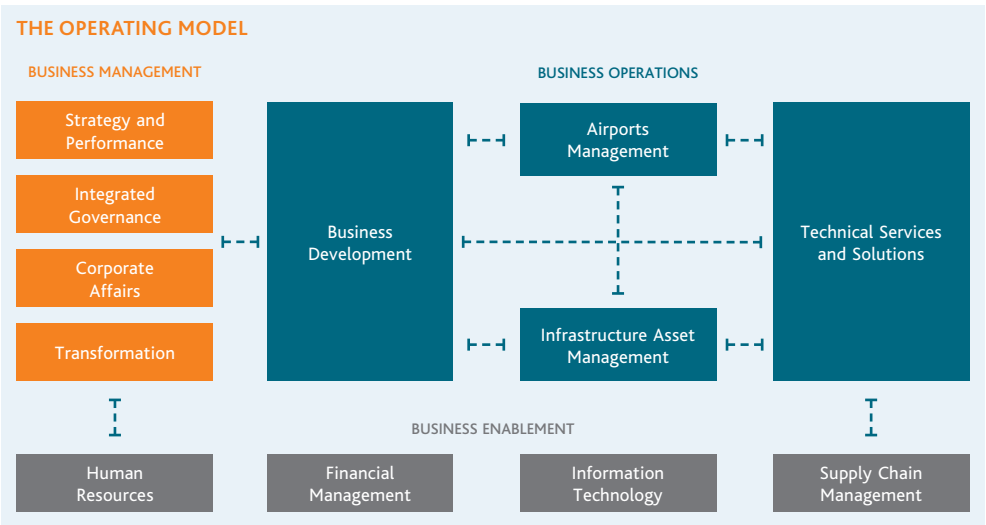 THE OPERATING MODEL
BUSINESS MANAGEMENT
BUSINESS OPERATIONS
Strategy and
Performance
Integrated
Governance
Corporate
Affairs
Transformation
Business
Development
Airports
Management
Infrastructure Asset
Management
Technical Services
and Solutions
BUSINESS ENABLEMENT
Human
Resources
Financial
Management
Information
Technology
Supply Chain
Management